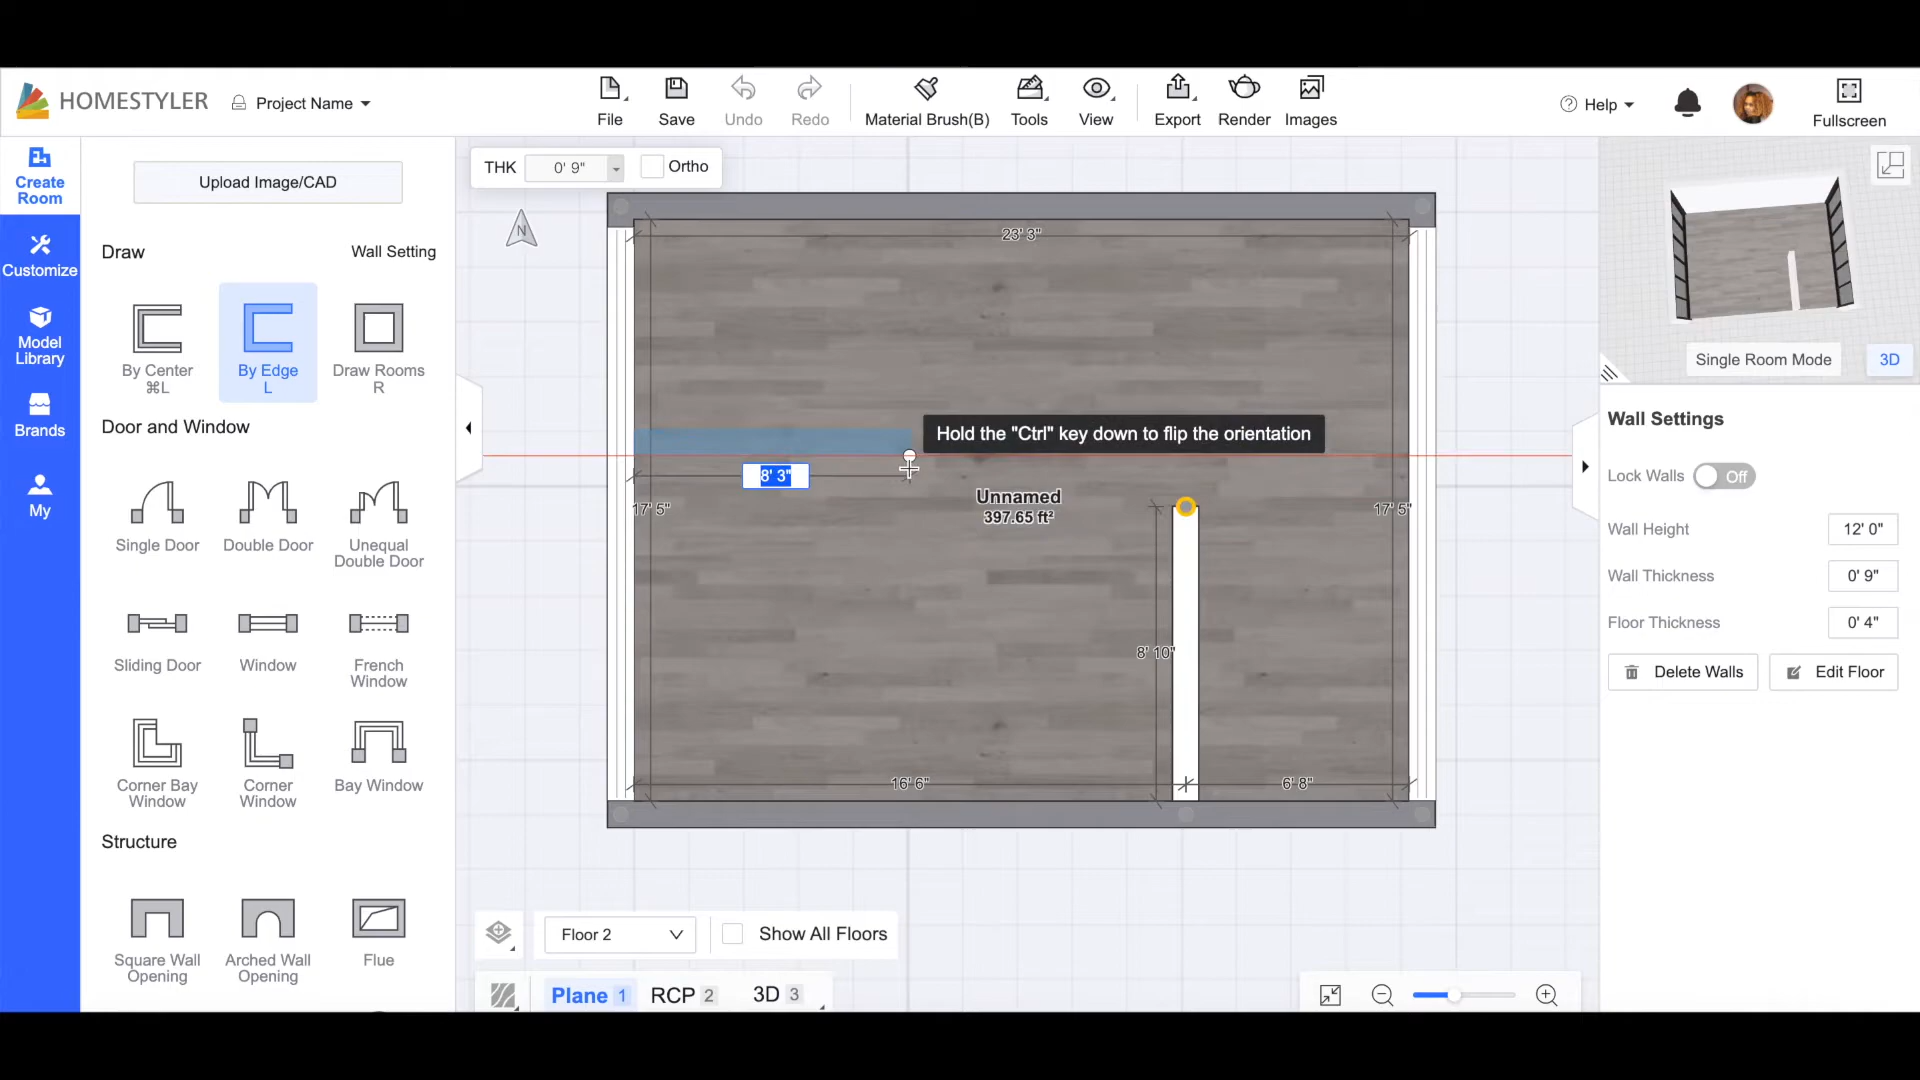 HOMESTYLER
Project Name
File
Save
Undo
Redo
Material Brush(B)
Tools
View
Export
Render
Images
Help
Fullscreen
Create
Room
Customize
Model
Library
Brands
My
Upload Image/CAD
Draw
Wall Setting
By Center
⌘L
By Edge
L
Draw Rooms
R
Door and Window
Single Door
Double Door
Unequal
Double Door
Sliding Door
Window
French
Window
Corner Bay
Window
Corner
Window
Bay Window
Structure
Square Wall
Opening
Arched Wall
Opening
Flue
THK
0' 9"
Ortho
N
23' 3"
Hold the "Ctrl" key down to flip the orientation
8' 3"
Unnamed
397.65 ft²
17' 5"
17' 5"
8' 10"
16' 6"
6' 8"
Floor 2
Show All Floors
Plane 1
RCP 2
3D 3
Single Room Mode
3D
Wall Settings
Lock Walls
Off
Wall Height
12' 0"
Wall Thickness
0' 9"
Floor Thickness
0' 4"
Delete Walls
Edit Floor